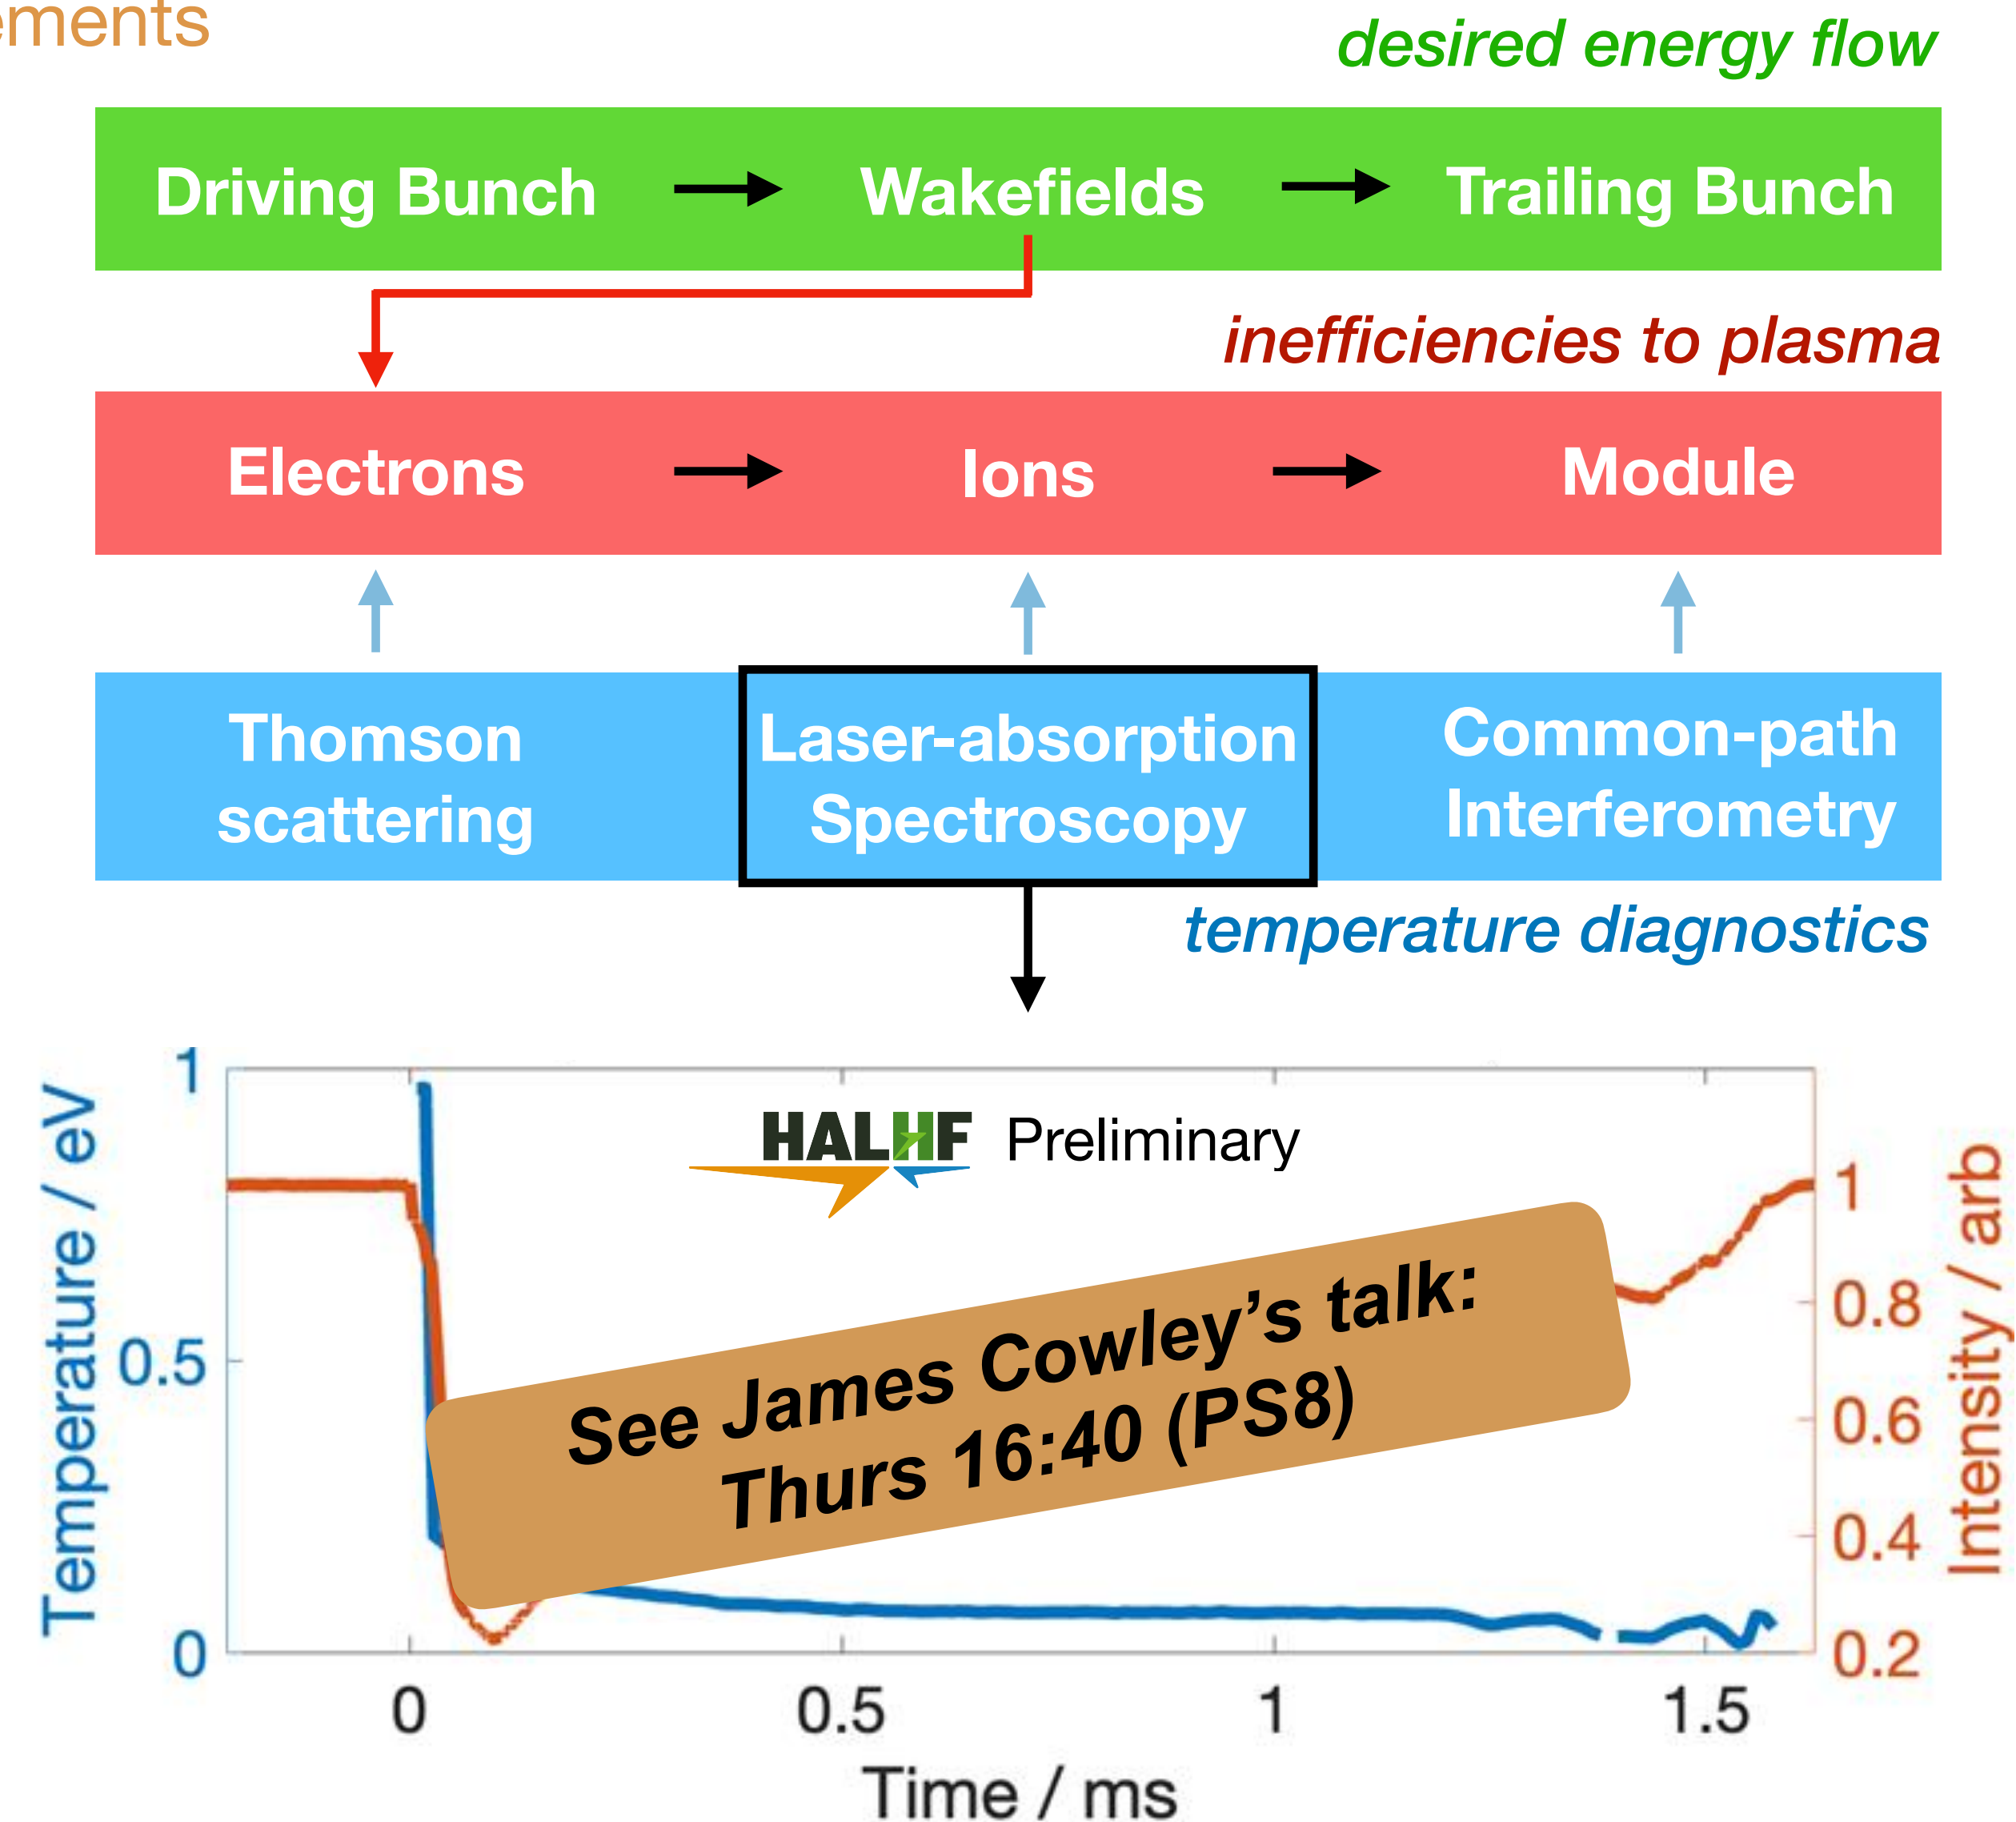 ements
desired energy flow
Driving Bunch Wakefields Trailing Bunch
inefficiencies to plasma
Electrons Ions Module
Thomson
scattering
Laser-absorption
Spectroscopy
Common-path
Interferometry
temperature diagnostics
HALHF Preliminary
See James Cowley's talk:
Thurs 16:40 (PS8)
Temperature / eV
1
0.5
0
Intensity / arb
1
0.8
0.6
0.4
0.2
0 0.5 1 1.5
Time / ms